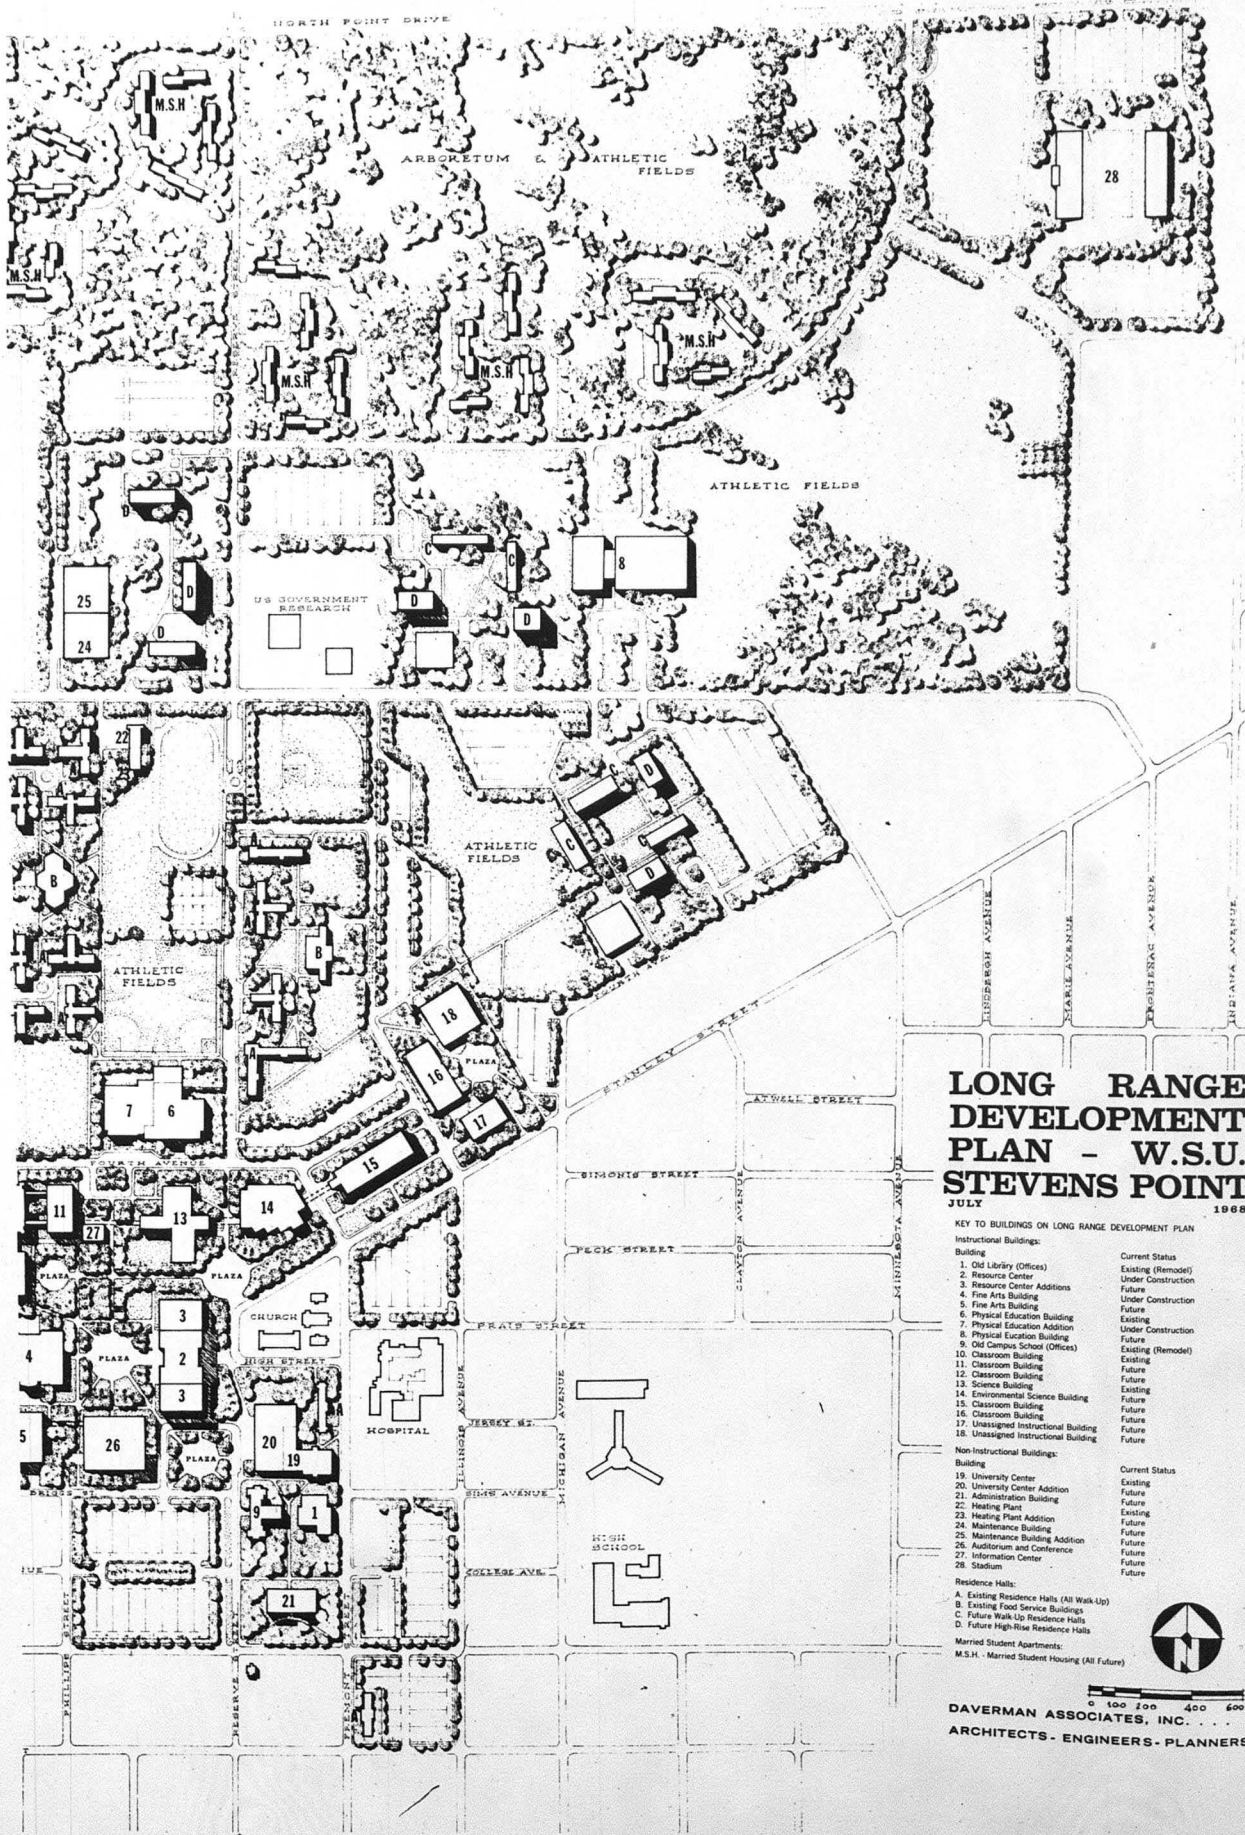 NORTH POINT DRIVE
M.S.H
ARBORETUM & ATHLETIC
FIELDS
28
M.S.H
M.S.H
M.S.H
M.S.H
ATHLETIC FIELDS
D
C
C
8
25
D
US GOVERNMENT
RESEARCH
D
D
24
D
22
A
C
D
A
ATHLETIC
FIELDS
C
C
D
A
B
A
B
A
ATHLETIC
FIELDS
LINDBERGH AVENUE
MARIE AVENUE
FRONTENAC AVENUE
INDIANA AVENUE
18
STANLEY STREET
A
16
PLAZA
7
6
17
ATWELL STREET
FOURTH AVENUE
15
SIMONIS STREET
CLAYTON AVENUE
MINNESOTA AVENUE
11
27
13
14
PECK STREET
PLAZA
PLAZA
CHURCH
3
PRAIS STREET
4
PLAZA
2
HIGH STREET
3
A
HOSPITAL
ILLINOIS AVENUE
MICHIGAN AVENUE
JERSEY ST.
5
26
PLAZA
20
19
BRIGGS ST.
SIMS AVENUE
9
1
HIGH
SCHOOL
COLLEGE AVE.
21
PHILLIPS STREET
RESERVE STREET
FREMONT STREET
A
LONG RANGE
DEVELOPMENT
PLAN - W.S.U.
STEVENS POINT
JULY 1968
KEY TO BUILDINGS ON LONG RANGE DEVELOPMENT PLAN
Instructional Buildings:
Building Current Status
1. Old Library (Offices) Existing (Remodel)
2. Resource Center Under Construction
3. Resource Center Additions Future
4. Fine Arts Building Under Construction
5. Fine Arts Building Future
6. Physical Education Building Existing
7. Physical Education Addition Under Construction
8. Physical Eucation Building Future
9. Old Campus School (Offices) Existing (Remodel)
10. Classroom Building Existing
11. Classroom Building Future
12. Classroom Building Future
13. Science Building Existing
14. Environmental Science Building Future
15. Classroom Building Future
16. Classroom Building Future
17. Unassigned Instructional Building Future
18. Unassigned Instructional Building Future
Non-Instructional Buildings:
Building Current Status
19. University Center Existing
20. University Center Addition Future
21. Administration Building Future
22. Heating Plant Existing
23. Heating Plant Addition Future
24. Maintenance Building Future
25. Maintenance Building Addition Future
26. Auditorium and Conference Future
27. Information Center Future
28. Stadium Future
Residence Halls:
A. Existing Residence Halls (All Walk-Up)
B. Existing Food Service Buildings
C. Future Walk-Up Residence Halls
D. Future High-Rise Residence Halls
Married Student Apartments:
M.S.H. - Married Student Housing (All Future)
N
0 100 200 400 600
DAVERMAN ASSOCIATES, INC. . . .
ARCHITECTS - ENGINEERS - PLANNERS